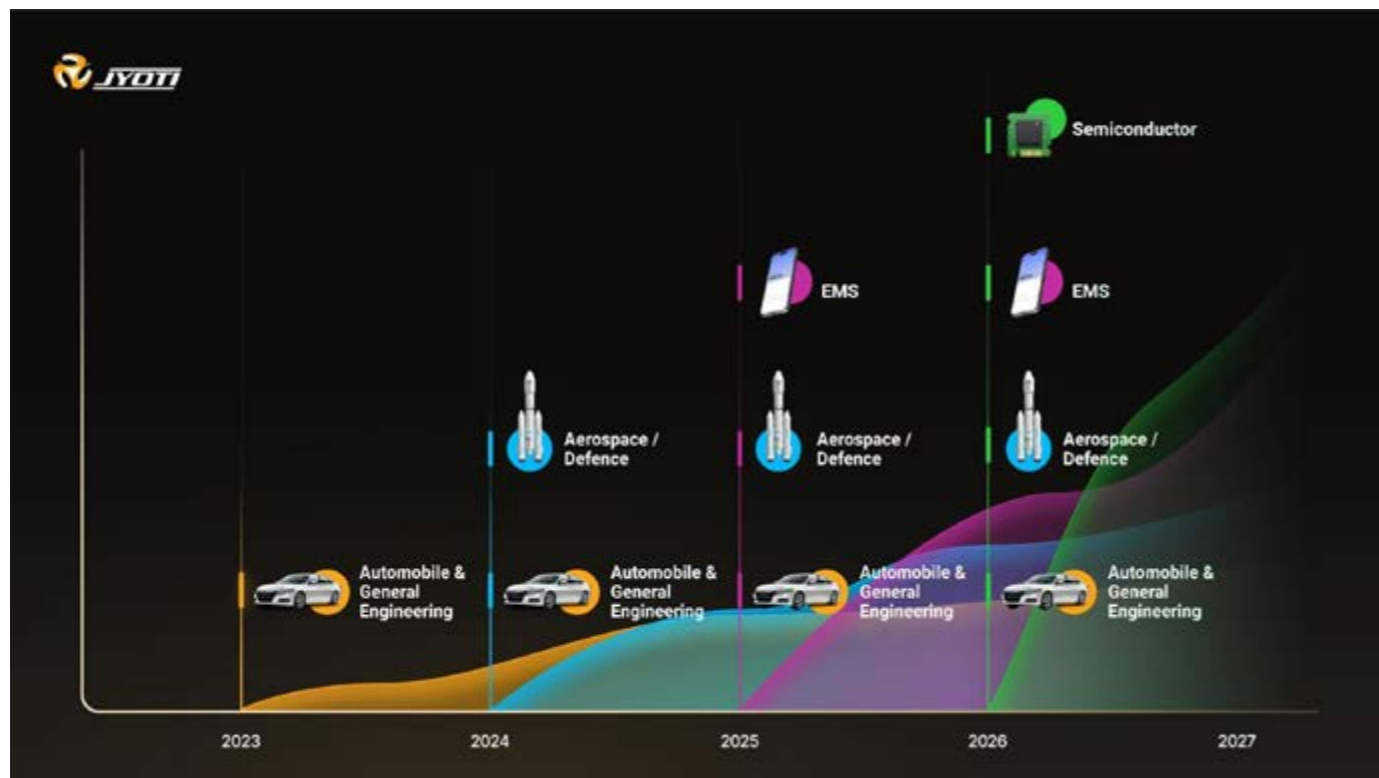 JYOTI
Semiconductor
EMS
EMS
Aerospace /
Defence
Aerospace /
Defence
Aerospace /
Defence
Automobile &
General
Engineering
Automobile &
General
Engineering
Automobile &
General
Engineering
Automobile &
General
Engineering
2023
2024
2025
2026
2027